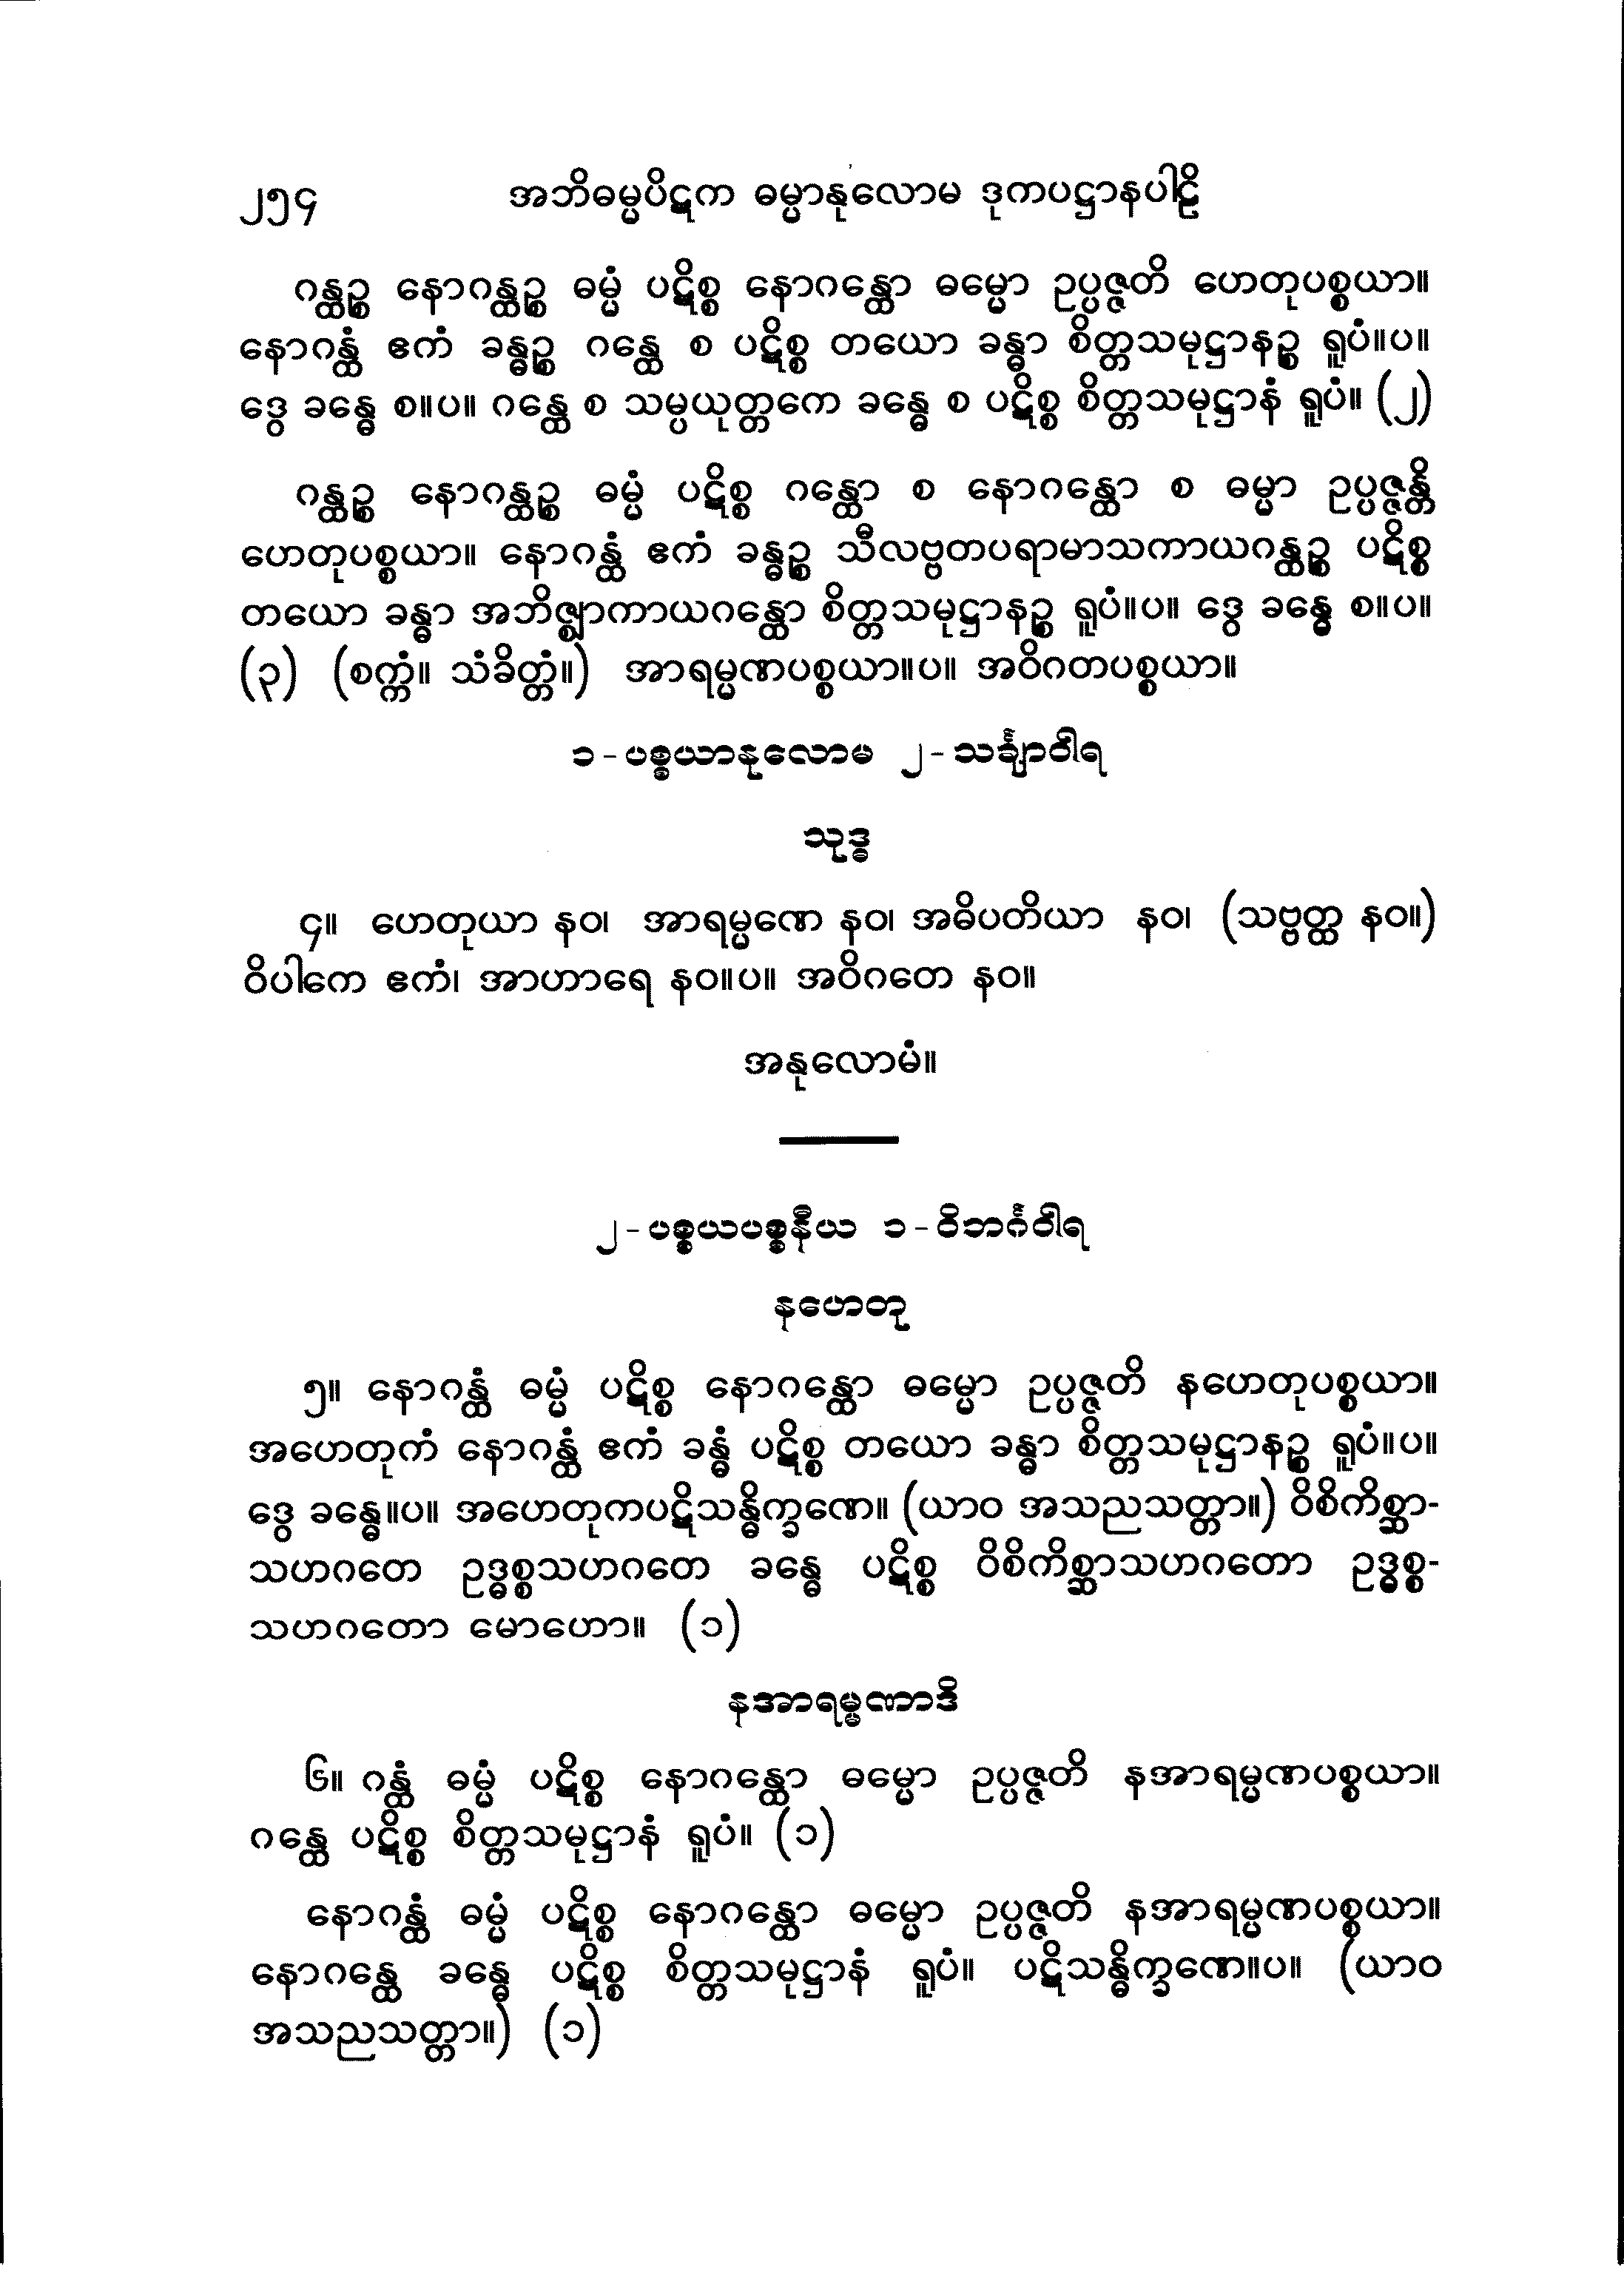 ၂၅၄ အဘိဓမ္မပိဋက ဓမ္မာနုလောမ ဒုကပဋ္ဌာနပါဠိ
ဂန္ထဉ္စ နောဂန္ထဉ္စ ဓမ္မံ ပဋိစ္စ နောဂန္ထော ဓမ္မော ဥပ္ပဇ္ဇတိ ဟေတုပစ္စယာ။
နောဂန္ထံ ဧကံ ခန္ဓဉ္စ ဂန္ထေ စ ပဋိစ္စ တယော ခန္ဓာ စိတ္တသမုဋ္ဌာနဉ္စ ရူပံ။ပ။
ဒွေ ခန္ဓေ စ။ပ။ ဂန္ထေ စ သမ္ပယုတ္တကေ ခန္ဓေ စ ပဋိစ္စ စိတ္တသမုဋ္ဌာနံ ရူပံ။ (၂)
ဂန္ထဉ္စ နောဂန္ထဉ္စ ဓမ္မံ ပဋိစ္စ ဂန္ထော စ နောဂန္ထော စ ဓမ္မာ ဥပ္ပဇ္ဇန္တိ
ဟေတုပစ္စယာ။ နောဂန္ထံ ဧကံ ခန္ဓဉ္စ သီလဗ္ဗတပရာမာသကာယဂန္ထဉ္စ ပဋိစ္စ
တယော ခန္ဓာ အဘိဇ္ဈာကာယဂန္ထော စိတ္တသမုဋ္ဌာနဉ္စ ရူပံ။ပ။ ဒွေ ခန္ဓေ စ။ပ။
(၃) (စက္ကံ။ သံခိတ္တံ။) အာရမ္မဏပစ္စယာ။ပ။ အဝိဂတပစ္စယာ။
၁-ပစ္စယာနုလောမ ၂-သင်္ချာဝါရ
သုဒ္ဓ
၄။ ဟေတုယာ နဝ၊ အာရမ္မဏေ နဝ၊ အဓိပတိယာ နဝ၊ (သဗ္ဗတ္ထ နဝ။)
ဝိပါကေ ဧကံ၊ အာဟာရေ နဝ။ပ။ အဝိဂတေ နဝ။
အနုလောမံ။
၂-ပစ္စယပစ္စနီယ ၁-ဝိဘင်္ဂဝါရ
နဟေတု
၅။ နောဂန္ထံ ဓမ္မံ ပဋိစ္စ နောဂန္ထော ဓမ္မော ဥပ္ပဇ္ဇတိ နဟေတုပစ္စယာ။
အဟေတုကံ နောဂန္ထံ ဧကံ ခန္ဓံ ပဋိစ္စ တယော ခန္ဓာ စိတ္တသမုဋ္ဌာနဉ္စ ရူပံ။ပ။
ဒွေ ခန္ဓေ။ပ။ အဟေတုကပဋိသန္ဓိက္ခဏေ။ (ယာဝ အသညသတ္တာ။) ဝိစိကိစ္ဆာ-
သဟဂတေ ဥဒ္ဓစ္စသဟဂတေ ခန္ဓေ ပဋိစ္စ ဝိစိကိစ္ဆာသဟဂတော ဥဒ္ဓစ္စ-
သဟဂတော မောဟော။ (၁)
နအာရမ္မဏာဒိ
၆။ ဂန္ထံ ဓမ္မံ ပဋိစ္စ နောဂန္ထော ဓမ္မော ဥပ္ပဇ္ဇတိ နအာရမ္မဏပစ္စယာ။
ဂန္ထေ ပဋိစ္စ စိတ္တသမုဋ္ဌာနံ ရူပံ။ (၁)
နောဂန္ထံ ဓမ္မံ ပဋိစ္စ နောဂန္ထော ဓမ္မော ဥပ္ပဇ္ဇတိ နအာရမ္မဏပစ္စယာ။
နောဂန္ထေ ခန္ဓေ ပဋိစ္စ စိတ္တသမုဋ္ဌာနံ ရူပံ။ ပဋိသန္ဓိက္ခဏေ။ပ။ (ယာဝ
အသညသတ္တာ။) (၁)